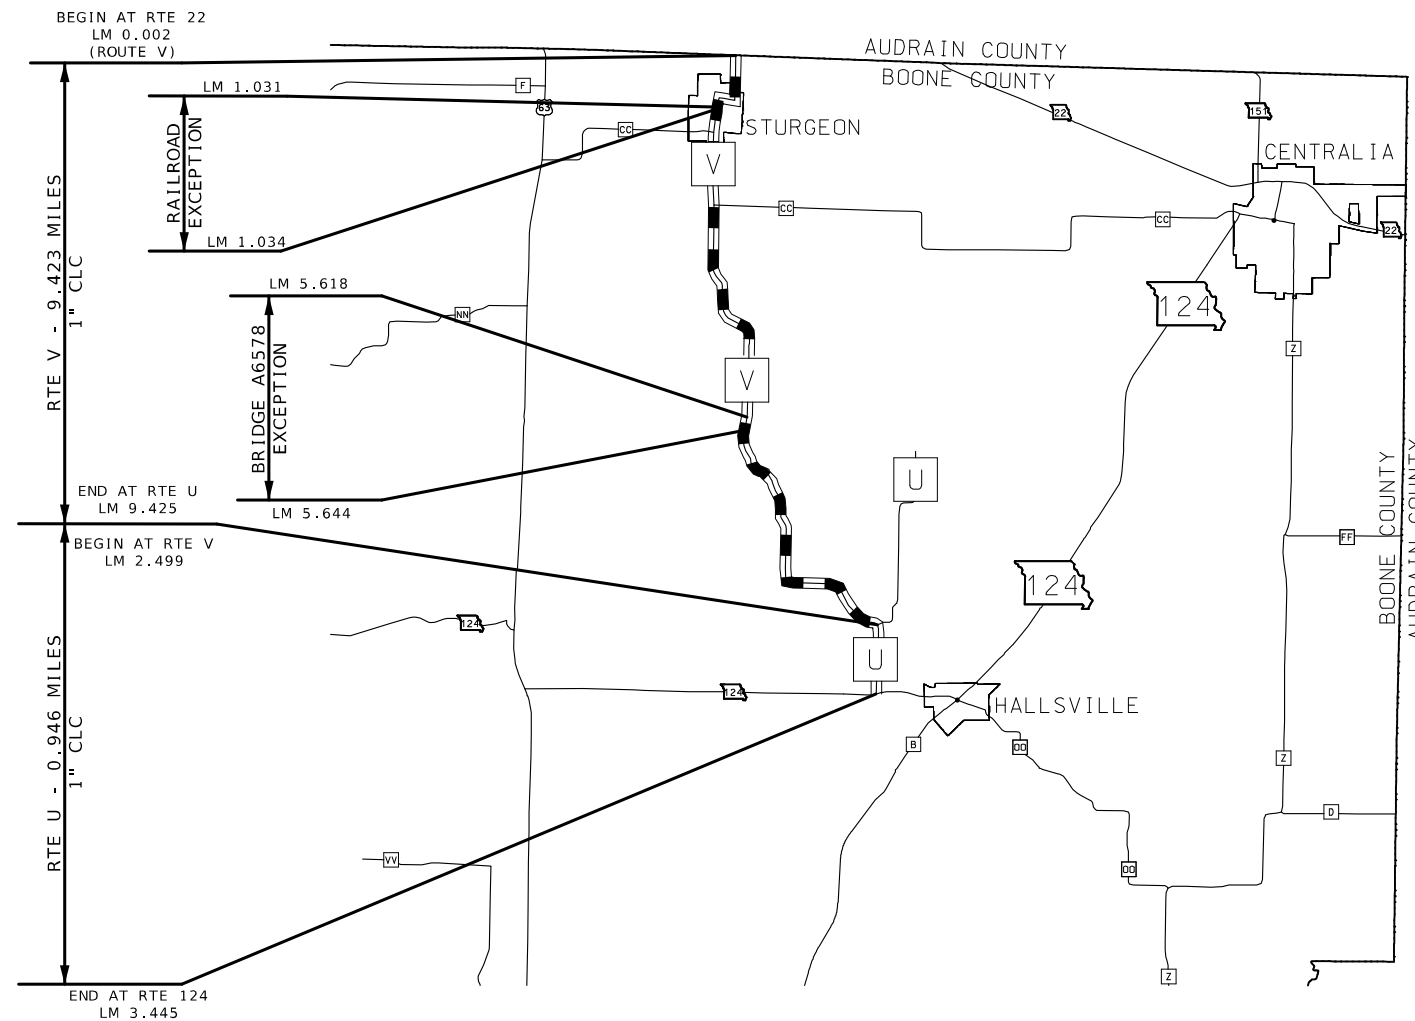 BEGIN AT RTE 22
LM 0.002
(ROUTE V)
LM 1.031
RAILROAD
EXCEPTION
LM 1.034
RTE V - 9.423 MILES
1" CLC
LM 5.618
BRIDGE A6578
EXCEPTION
LM 5.644
END AT RTE U
LM 9.425
BEGIN AT RTE V
LM 2.499
RTE U - 0.946 MILES
1" CLC
END AT RTE 124
LM 3.445
AUDRAIN COUNTY
BOONE COUNTY
F
63
CC
STURGEON
V
22
151
CENTRALIA
CC
CC
22
124
NN
Z
V
U
BOONE COUNTY
AUDRAIN COUNTY
FF
124
124
U
124
HALLSVILLE
B
OO
Z
D
VV
OO
Z